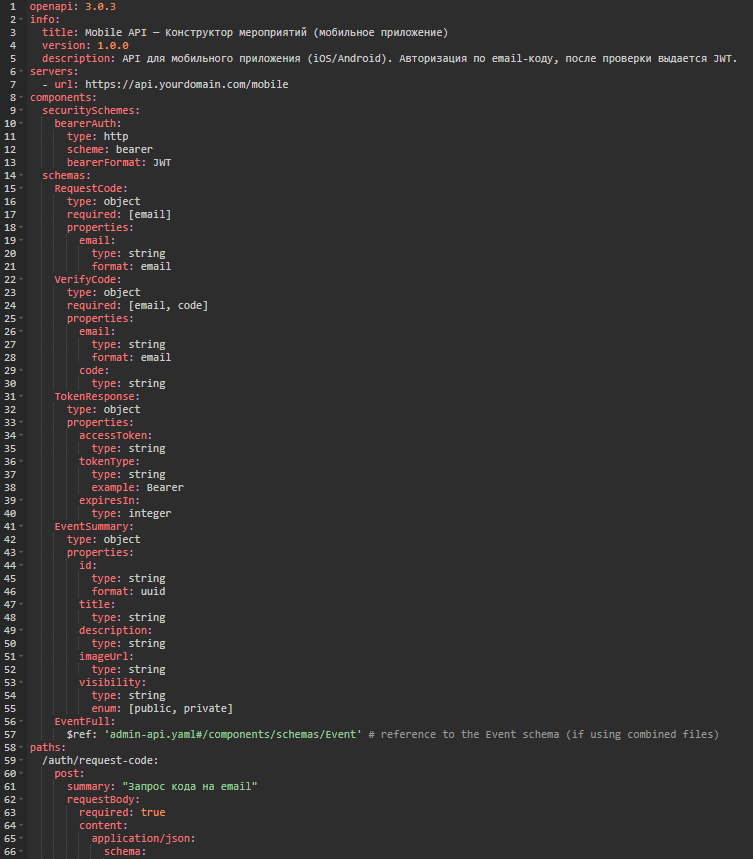 1 openapi: 3.0.3
2 info:
3   title: Mobile API — Конструктор мероприятий (мобильное приложение)
4   version: 1.0.0
5   description: API для мобильного приложения (iOS/Android). Авторизация по email-коду, после проверки выдается JWT.
6 servers:
7   - url: https://api.yourdomain.com/mobile
8 components:
9   securitySchemes:
10     bearerAuth:
11       type: http
12       scheme: bearer
13       bearerFormat: JWT
14   schemas:
15     RequestCode:
16       type: object
17       required: [email]
18       properties:
19         email:
20           type: string
21           format: email
22     VerifyCode:
23       type: object
24       required: [email, code]
25       properties:
26         email:
27           type: string
28           format: email
29         code:
30           type: string
31     TokenResponse:
32       type: object
33       properties:
34         accessToken:
35           type: string
36         tokenType:
37           type: string
38           example: Bearer
39         expiresIn:
40           type: integer
41     EventSummary:
42       type: object
43       properties:
44         id:
45           type: string
46           format: uuid
47         title:
48           type: string
49         description:
50           type: string
51         imageUrl:
52           type: string
53         visibility:
54           type: string
55           enum: [public, private]
56     EventFull:
57       $ref: 'admin-api.yaml#/components/schemas/Event' # reference to the Event schema (if using combined files)
58 paths:
59   /auth/request-code:
60     post:
61       summary: "Запрос кода на email"
62       requestBody:
63         required: true
64         content:
65           application/json:
66             schema: